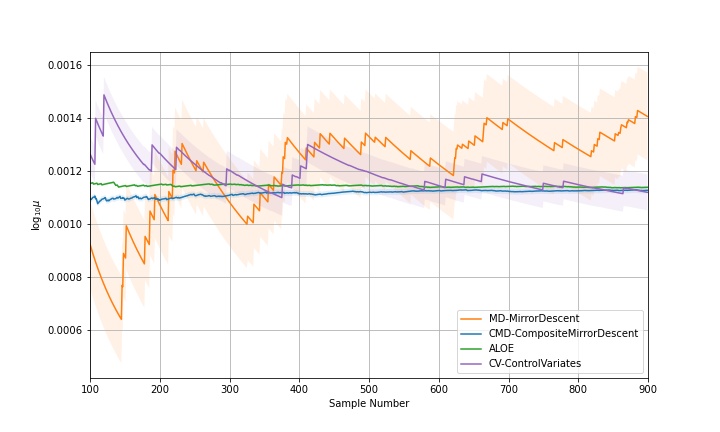 0.0016
0.0014
0.0012
0.0010
0.0008
0.0006
log₁₀μ
100 200 300 400 500 600 700 800 900
Sample Number
MD-MirrorDescent
CMD-CompositeMirrorDescent
ALOE
CV-ControlVariates